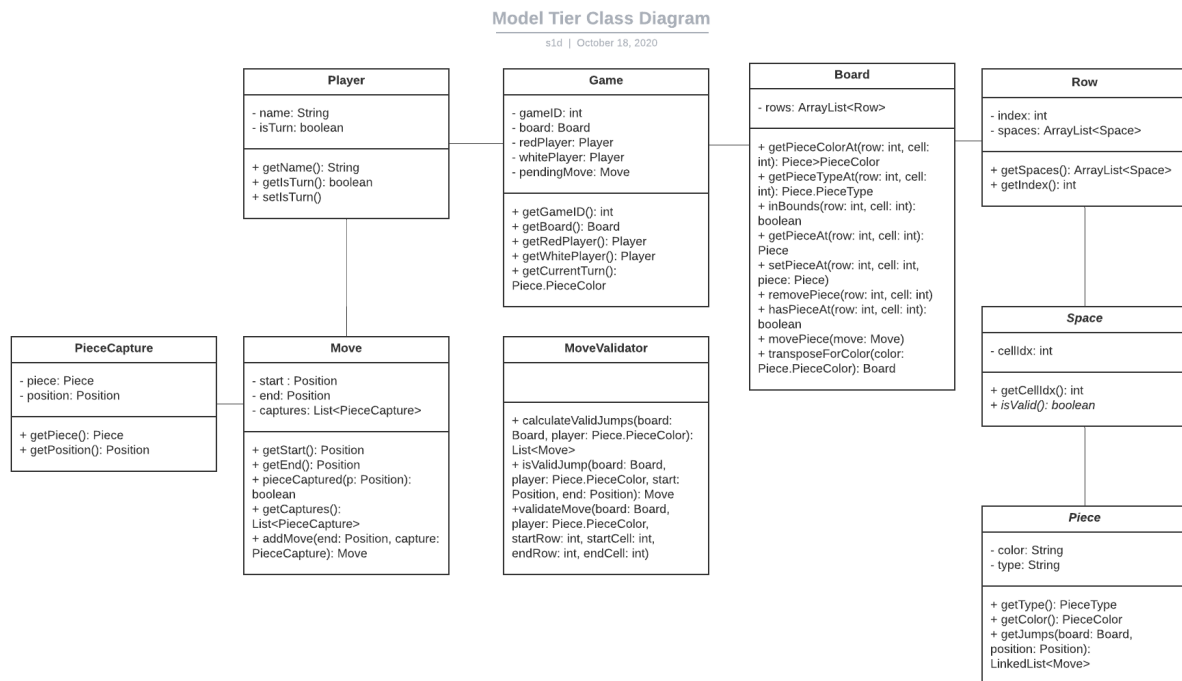 Model Tier Class Diagram
s1d | October 18, 2020
Player
- name: String
- isTurn: boolean
+ getName(): String
+ getIsTurn(): boolean
+ setIsTurn()
Game
- gameID: int
- board: Board
- redPlayer: Player
- whitePlayer: Player
- pendingMove: Move
+ getGameID(): int
+ getBoard(): Board
+ getRedPlayer(): Player
+ getWhitePlayer(): Player
+ getCurrentTurn():
Piece.PieceColor
Board
- rows: ArrayList<Row>
+ getPieceColorAt(row: int, cell:
int): Piece>PieceColor
+ getPieceTypeAt(row: int, cell:
int): Piece.PieceType
+ inBounds(row: int, cell: int):
boolean
+ getPieceAt(row: int, cell: int):
Piece
+ setPieceAt(row: int, cell: int,
piece: Piece)
+ removePiece(row: int, cell: int)
+ hasPieceAt(row: int, cell: int):
boolean
+ movePiece(move: Move)
+ transposeForColor(color:
Piece.PieceColor): Board
Row
- index: int
- spaces: ArrayList<Space>
+ getSpaces(): ArrayList<Space>
+ getIndex(): int
PieceCapture
- piece: Piece
- position: Position
+ getPiece(): Piece
+ getPosition(): Position
Move
- start : Position
- end: Position
- captures: List<PieceCapture>
+ getStart(): Position
+ getEnd(): Position
+ pieceCaptured(p: Position):
boolean
+ getCaptures():
List<PieceCapture>
+ addMove(end: Position, capture:
PieceCapture): Move
MoveValidator
+ calculateValidJumps(board:
Board, player: Piece.PieceColor):
List<Move>
+ isValidJump(board: Board,
player: Piece.PieceColor, start:
Position, end: Position): Move
+validateMove(board: Board,
player: Piece.PieceColor,
startRow: int, startCell: int,
endRow: int, endCell: int)
Space
- cellIdx: int
+ getCellIdx(): int
+ isValid(): boolean
Piece
- color: String
- type: String
+ getType(): PieceType
+ getColor(): PieceColor
+ getJumps(board: Board,
position: Position):
LinkedList<Move>